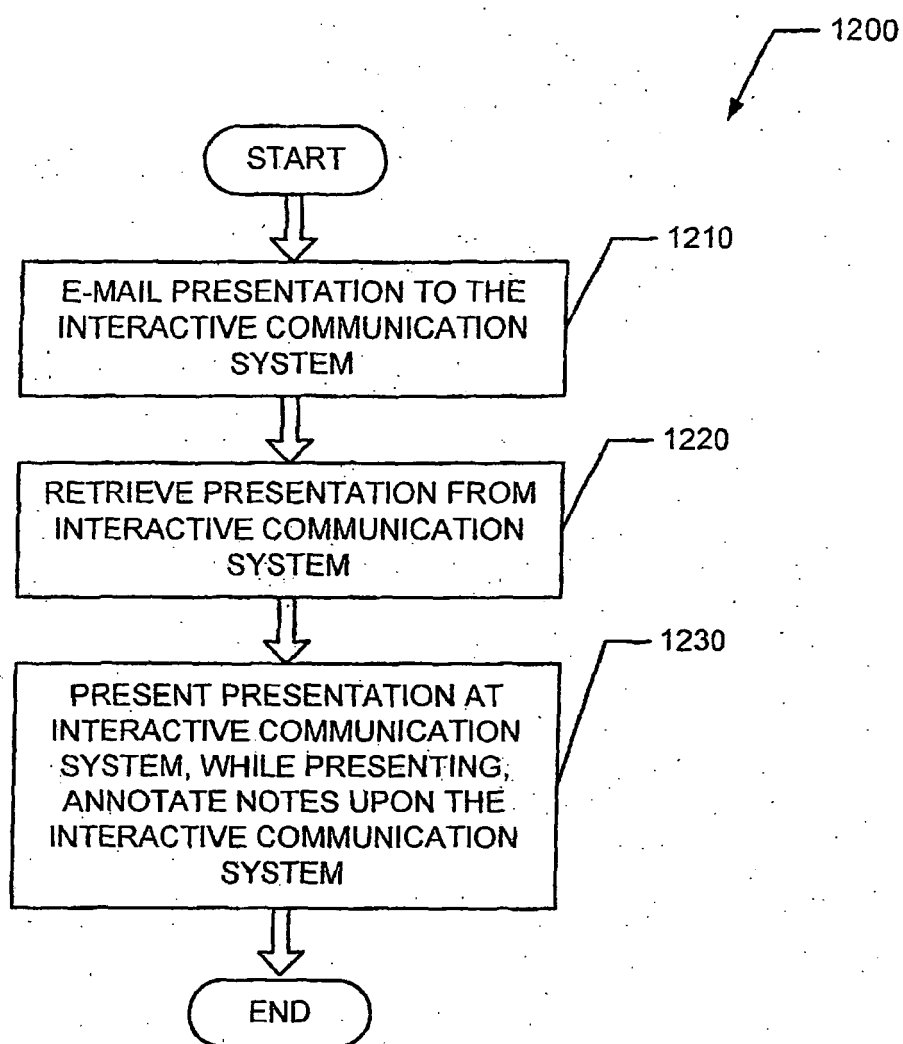 1200
START
1210
E-MAIL PRESENTATION TO THE
INTERACTIVE COMMUNICATION
SYSTEM
1220
RETRIEVE PRESENTATION FROM
INTERACTIVE COMMUNICATION
SYSTEM
1230
PRESENT PRESENTATION AT
INTERACTIVE COMMUNICATION
SYSTEM, WHILE PRESENTING,
ANNOTATE NOTES UPON THE
INTERACTIVE COMMUNICATION
SYSTEM
END